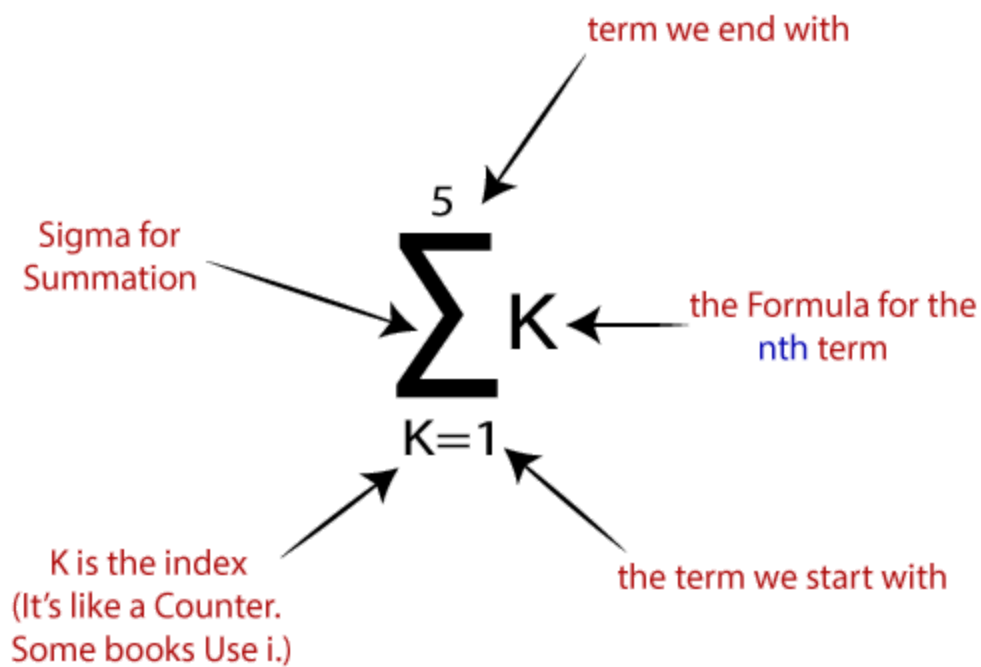 term we end with
5
Sigma for
Summation
∑ K
the Formula for the
nth term
K=1
K is the index
(It's like a Counter.
Some books Use i.)
the term we start with